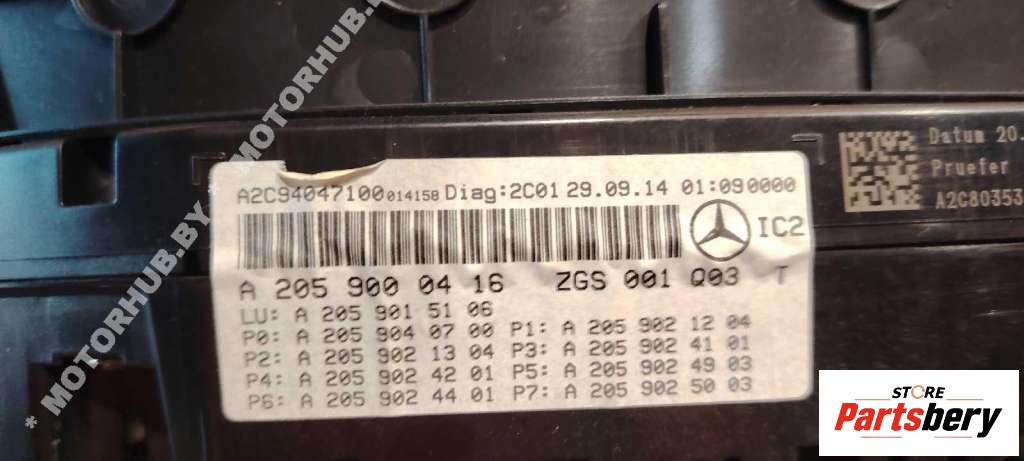 * MOTORHUB.BY * MOTORHUB.BY
Datum 20.
Pruefer
A2C80353
A2C94047100014158 Diag:2C01 29.09.14 01:090000
IC2
A 205 900 04 16 ZGS 001 Q03 T
LU: A 205 901 51 06
P0: A 205 904 07 00 P1: A 205 902 12 04
P2: A 205 902 13 04 P3: A 205 902 41 01
P4: A 205 902 42 01 P5: A 205 902 49 03
P6: A 205 902 44 01 P7: A 205 902 50 03
STORE
Partsbery